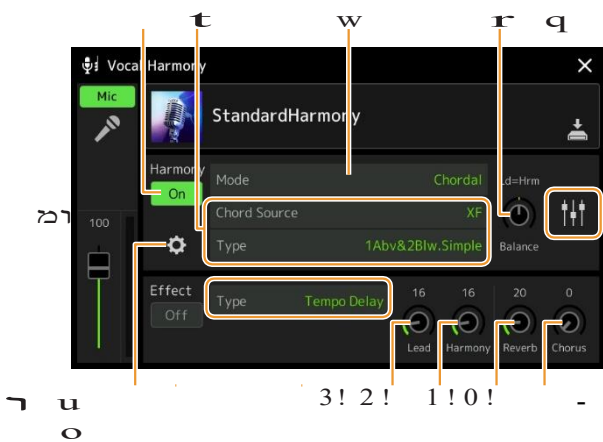 t w r q
Vocal Harmony
Mic
StandardHarmony
Harmony
On
Mode Chordal
Ld=Hrm
Chord Source XF
100
Type 1Abv&2Blw.Simple
Balance
Effect
Off
Type Tempo Delay
16 16 20 0
Lead Harmony Reverb Chorus
ר u 3! 2! 1!0! -
o